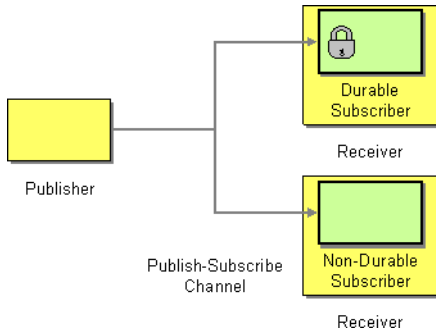 Durable
Subscriber
Receiver
Publisher
Publish-Subscribe
Channel
Non-Durable
Subscriber
Receiver